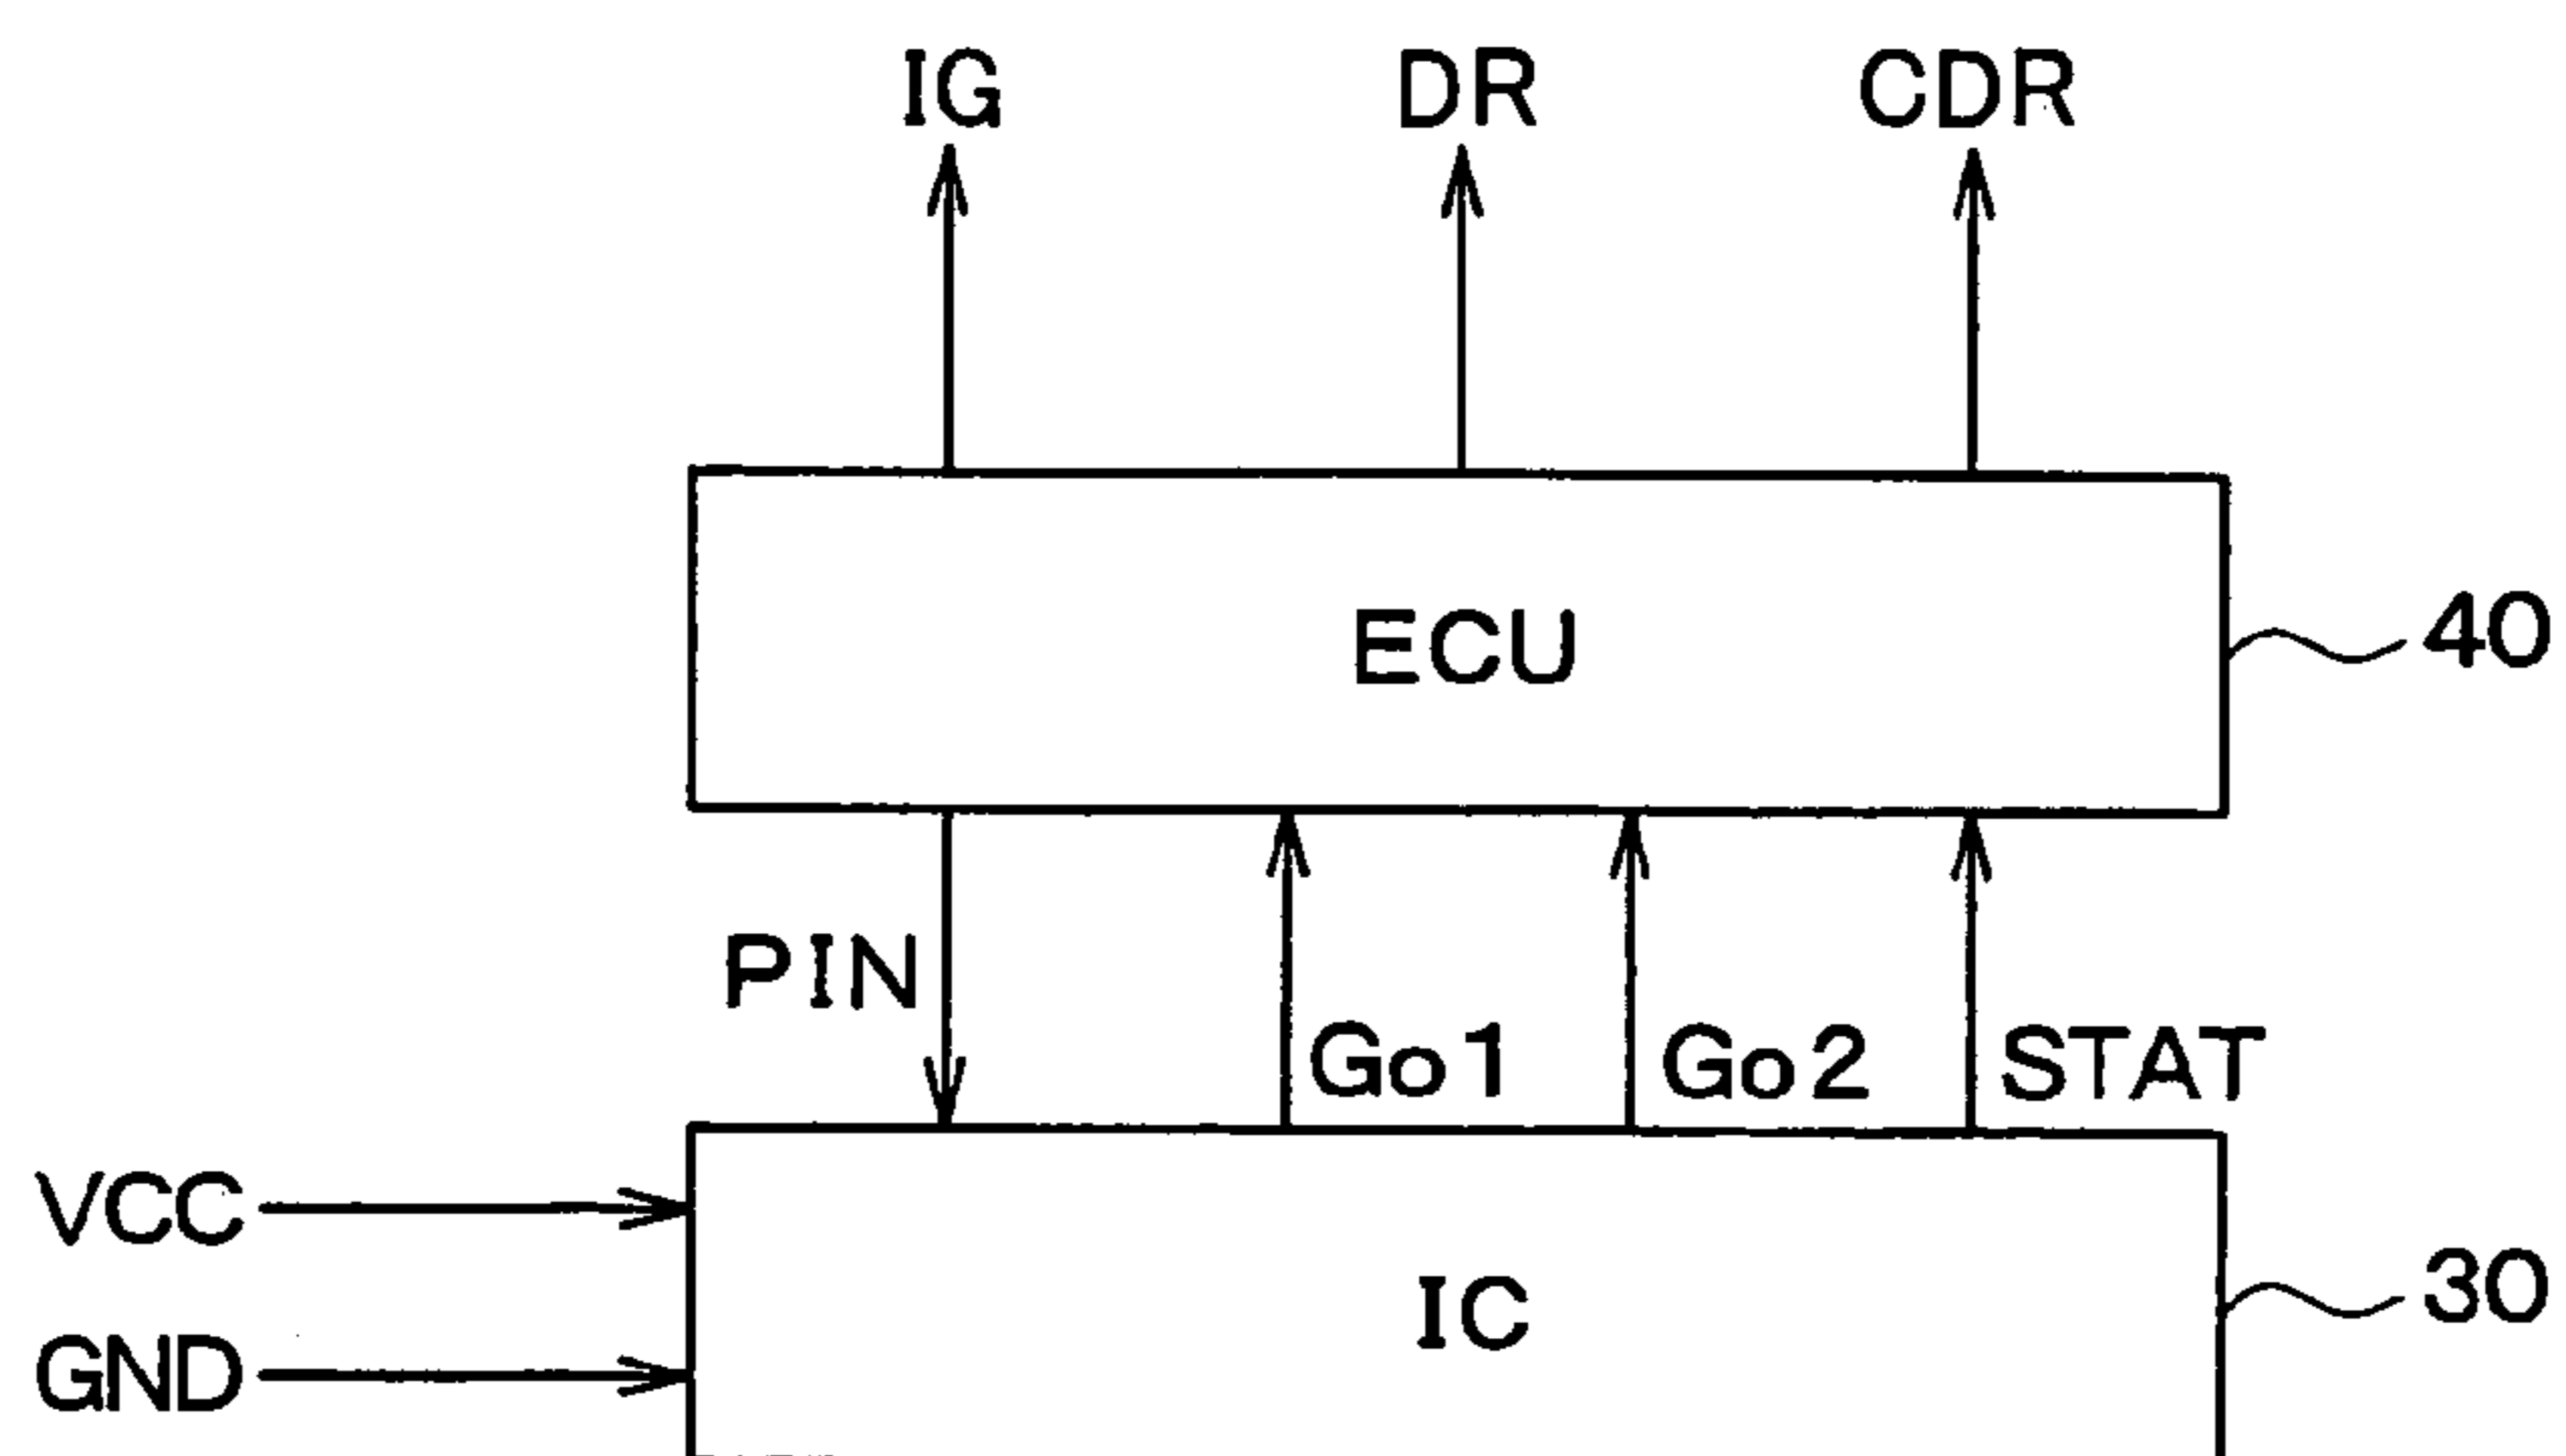 IG DR CDR
ECU 40
PIN
Go1 Go2 STAT
VCC
IC 30
GND